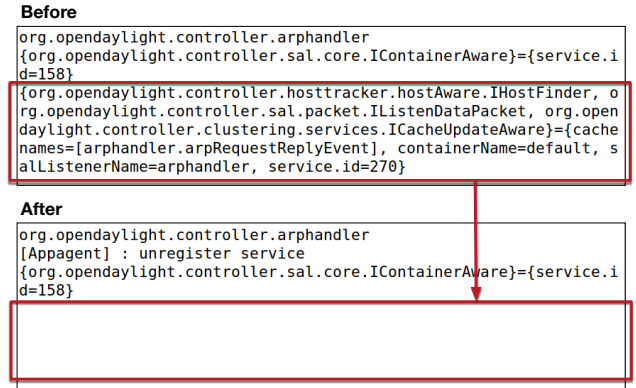 Before
org.opendaylight.controller.arphandler
{org.opendaylight.controller.sal.core.IContainerAware}={service.i
d=158}
{org.opendaylight.controller.hosttracker.hostAware.IHostFinder, o
rg.opendaylight.controller.sal.packet.IListenDataPacket, org.open
daylight.controller.clustering.services.ICacheUpdateAware}={cache
names=[arphandler.arpRequestReplyEvent], containerName=default, s
alListenerName=arphandler, service.id=270}
After
org.opendaylight.controller.arphandler
[Appagent] : unregister service
{org.opendaylight.controller.sal.core.IContainerAware}={service.i
d=158}